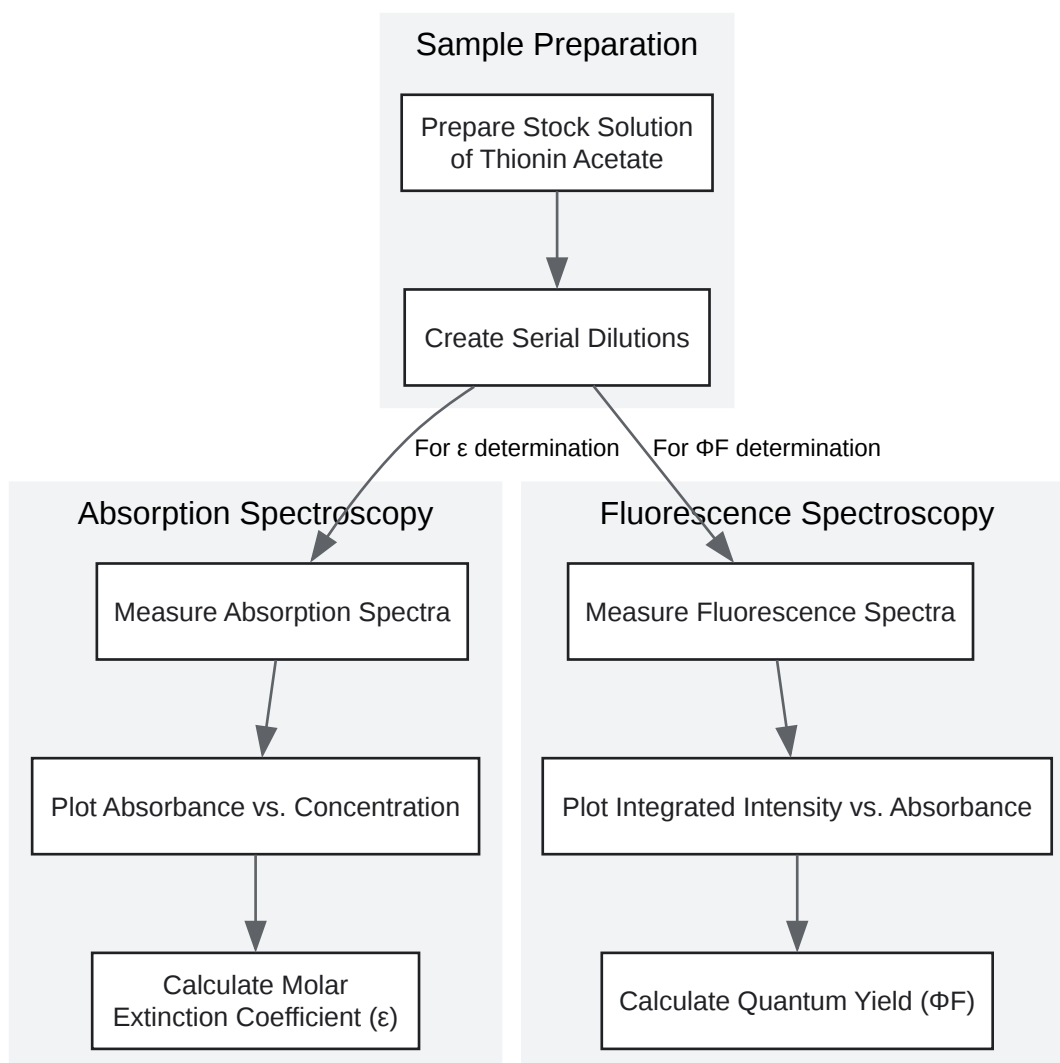 Sample Preparation
Prepare Stock Solution
of Thionin Acetate
Create Serial Dilutions
For ε determination
For ΦF determination
Absorption Spectroscopy
Measure Absorption Spectra
Plot Absorbance vs. Concentration
Calculate Molar
Extinction Coefficient (ε)
Fluorescence Spectroscopy
Measure Fluorescence Spectra
Plot Integrated Intensity vs. Absorbance
Calculate Quantum Yield (ΦF)